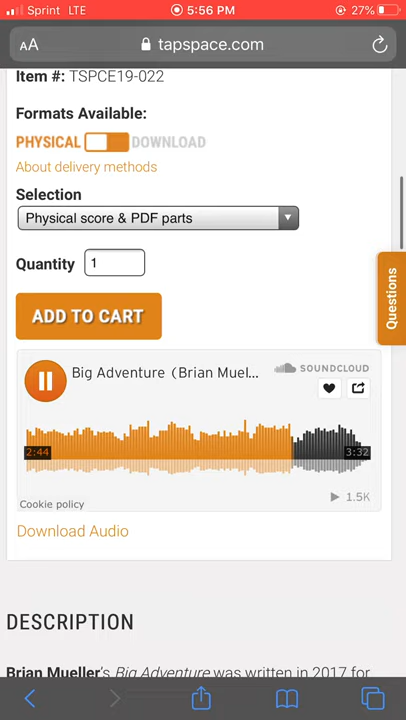 Sprint LTE 5:56 PM 27%
AA tapspace.com
Item #: TSPCE19-022
Formats Available:
PHYSICAL DOWNLOAD
About delivery methods
Selection
Physical score & PDF parts
Quantity 1
Questions
ADD TO CART
SOUNDCLOUD
Big Adventure (Brian Muel...
2:44 3:32
Cookie policy 1.5K
Download Audio
DESCRIPTION
Brian Mueller's Big Adventure was written in 2017 for